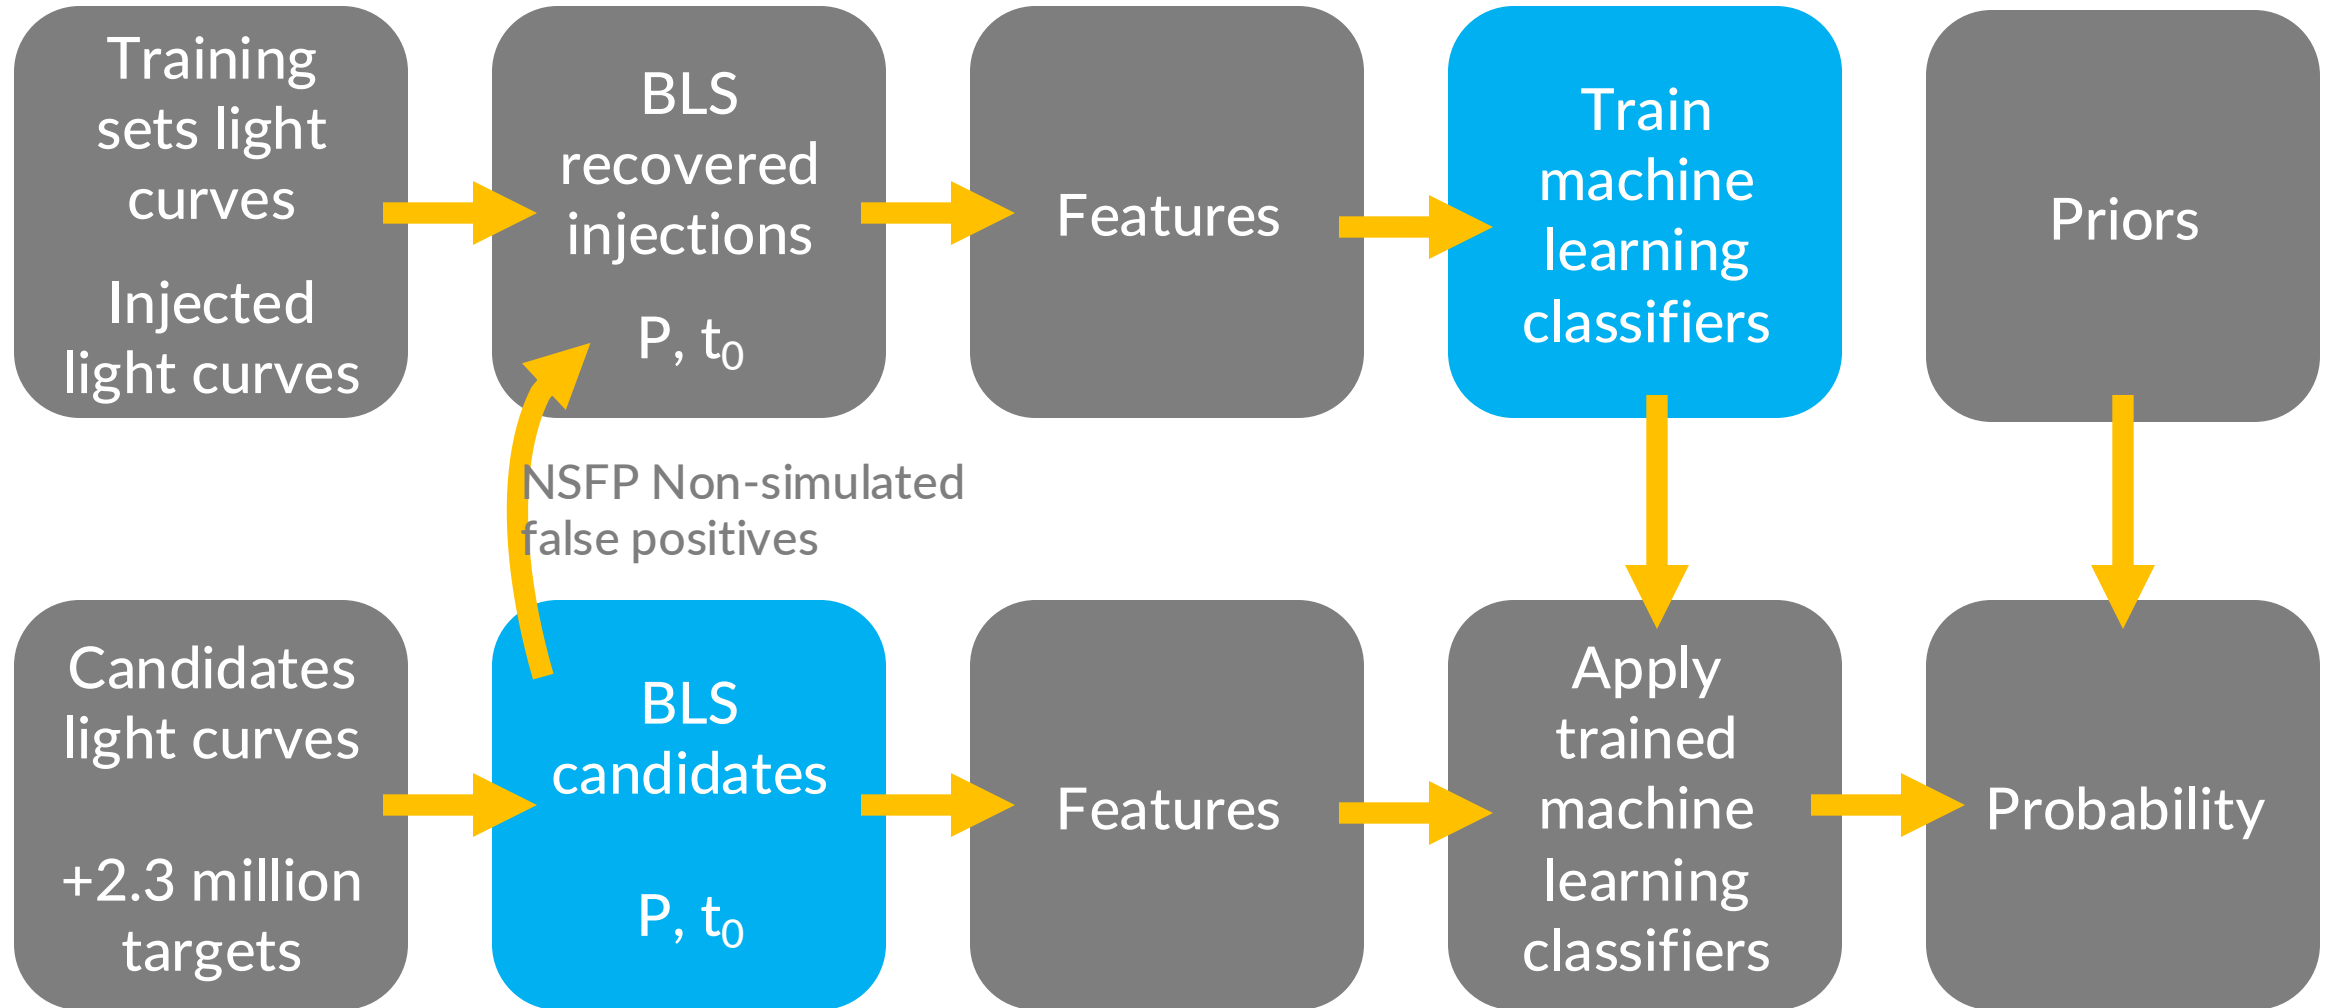 Training
sets light
curves
Injected
light curves
BLS
recovered
injections
P, t₀
Features
Train
machine
learning
classifiers
Priors
NSFP Non-simulated
false positives
Candidates
light curves
+2.3 million
targets
BLS
candidates
P, t₀
Features
Apply
trained
machine
learning
classifiers
Probability